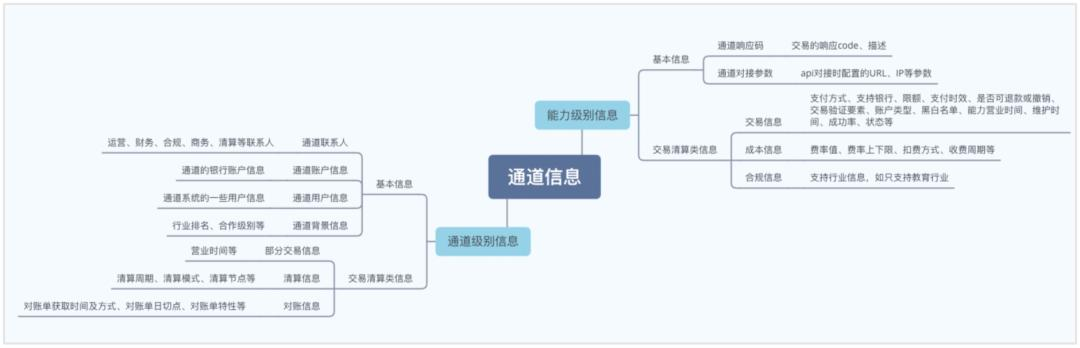 通道信息
能力级别信息
基本信息
通道响应码
交易的响应code、描述
通道对接参数
api对接时配置的URL、IP等参数
交易清算类信息
交易信息
支付方式、支持银行、限额、支付时效、是否可退款或撤销、
交易验证要素、账户类型、黑白名单、能力营业时间、维护时
间、成功率、状态等
成本信息
费率值、费率上下限、扣费方式、收费周期等
合规信息
支持行业信息，如只支持教育行业
通道级别信息
基本信息
通道联系人
运营、财务、合规、商务、清算等联系人
通道账户信息
通道的银行账户信息
通道用户信息
通道系统的一些用户信息
通道背景信息
行业排名、合作级别等
交易清算类信息
部分交易信息
营业时间等
清算信息
清算周期、清算模式、清算节点等
对账信息
对账单获取时间及方式、对账单日切点、对账单特性等